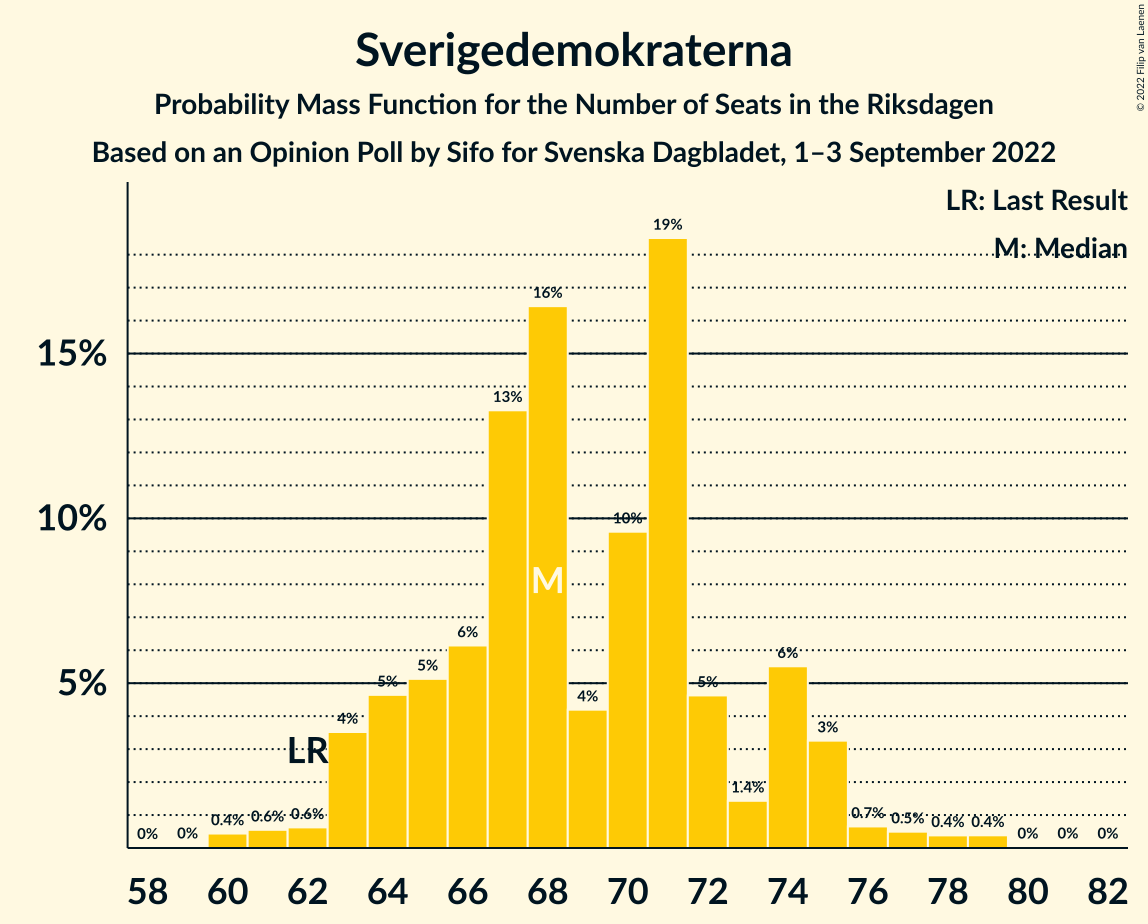 Sverigedemokraterna
Probability Mass Function for the Number of Seats in the Riksdagen
Based on an Opinion Poll by Sifo for Svenska Dagbladet, 1–3 September 2022
© 2022 Filip van Laenen
LR: Last Result
M: Median
15%
10%
5%
0% 0% 0.4% 0.6% 0.6% 4% 5% 5% 6% 13% 16% 4% 10% 19% 5% 1.4% 6% 3% 0.7% 0.5% 0.4% 0.4% 0% 0% 0%
LR
M
58 60 62 64 66 68 70 72 74 76 78 80 82